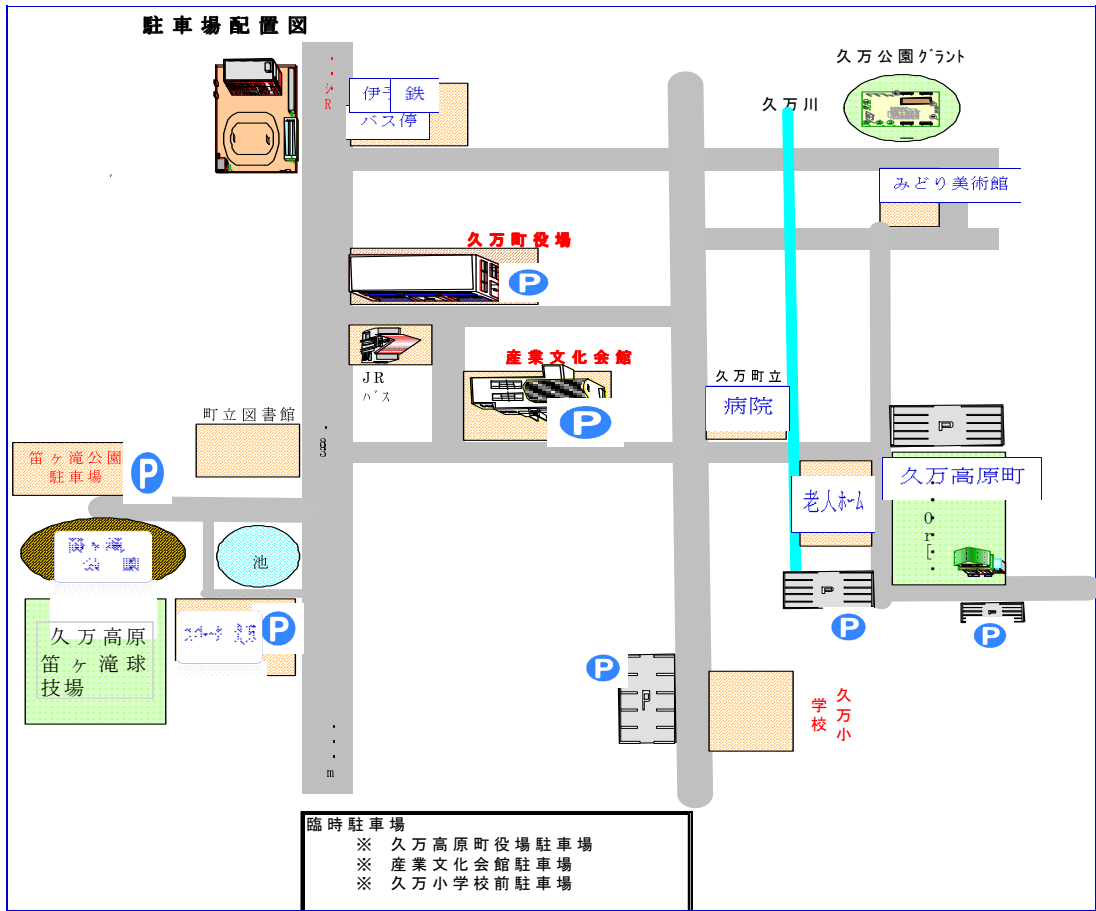 駐車場配置図
久万公園グラント
久万川
伊予鉄
バス停
みどり美術館
久万町役場
P
産業文化会館
P
JR
バス
久万町立
病院
町立図書館
笛ヶ滝公園
駐車場
P
P
久万高原町
老人ホーム
池
P
P
P
P
久万高原
笛ヶ滝球
技場
P
P
P
P
久万小
学校
臨時駐車場
※ 久万高原町役場駐車場
※ 産業文化会館駐車場
※ 久万小学校前駐車場